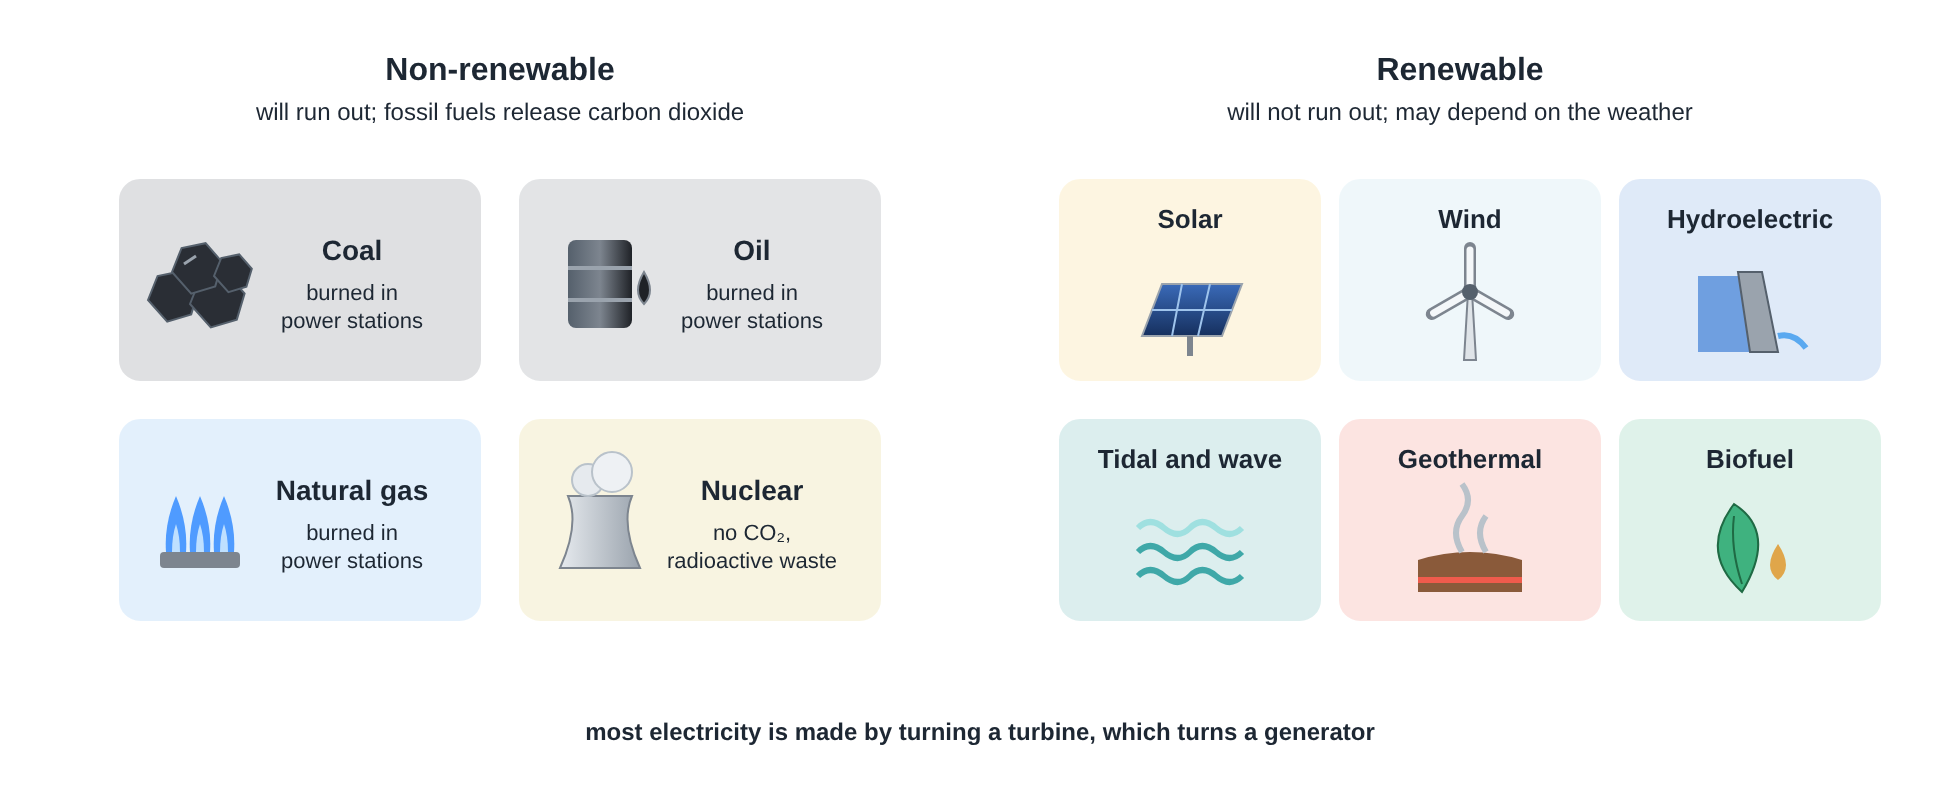 Non-renewable
will run out; fossil fuels release carbon dioxide
Coal
burned in
power stations
Oil
burned in
power stations
Natural gas
burned in
power stations
Nuclear
no CO₂,
radioactive waste
Renewable
will not run out; may depend on the weather
Solar
Wind
Hydroelectric
Tidal and wave
Geothermal
Biofuel
most electricity is made by turning a turbine, which turns a generator